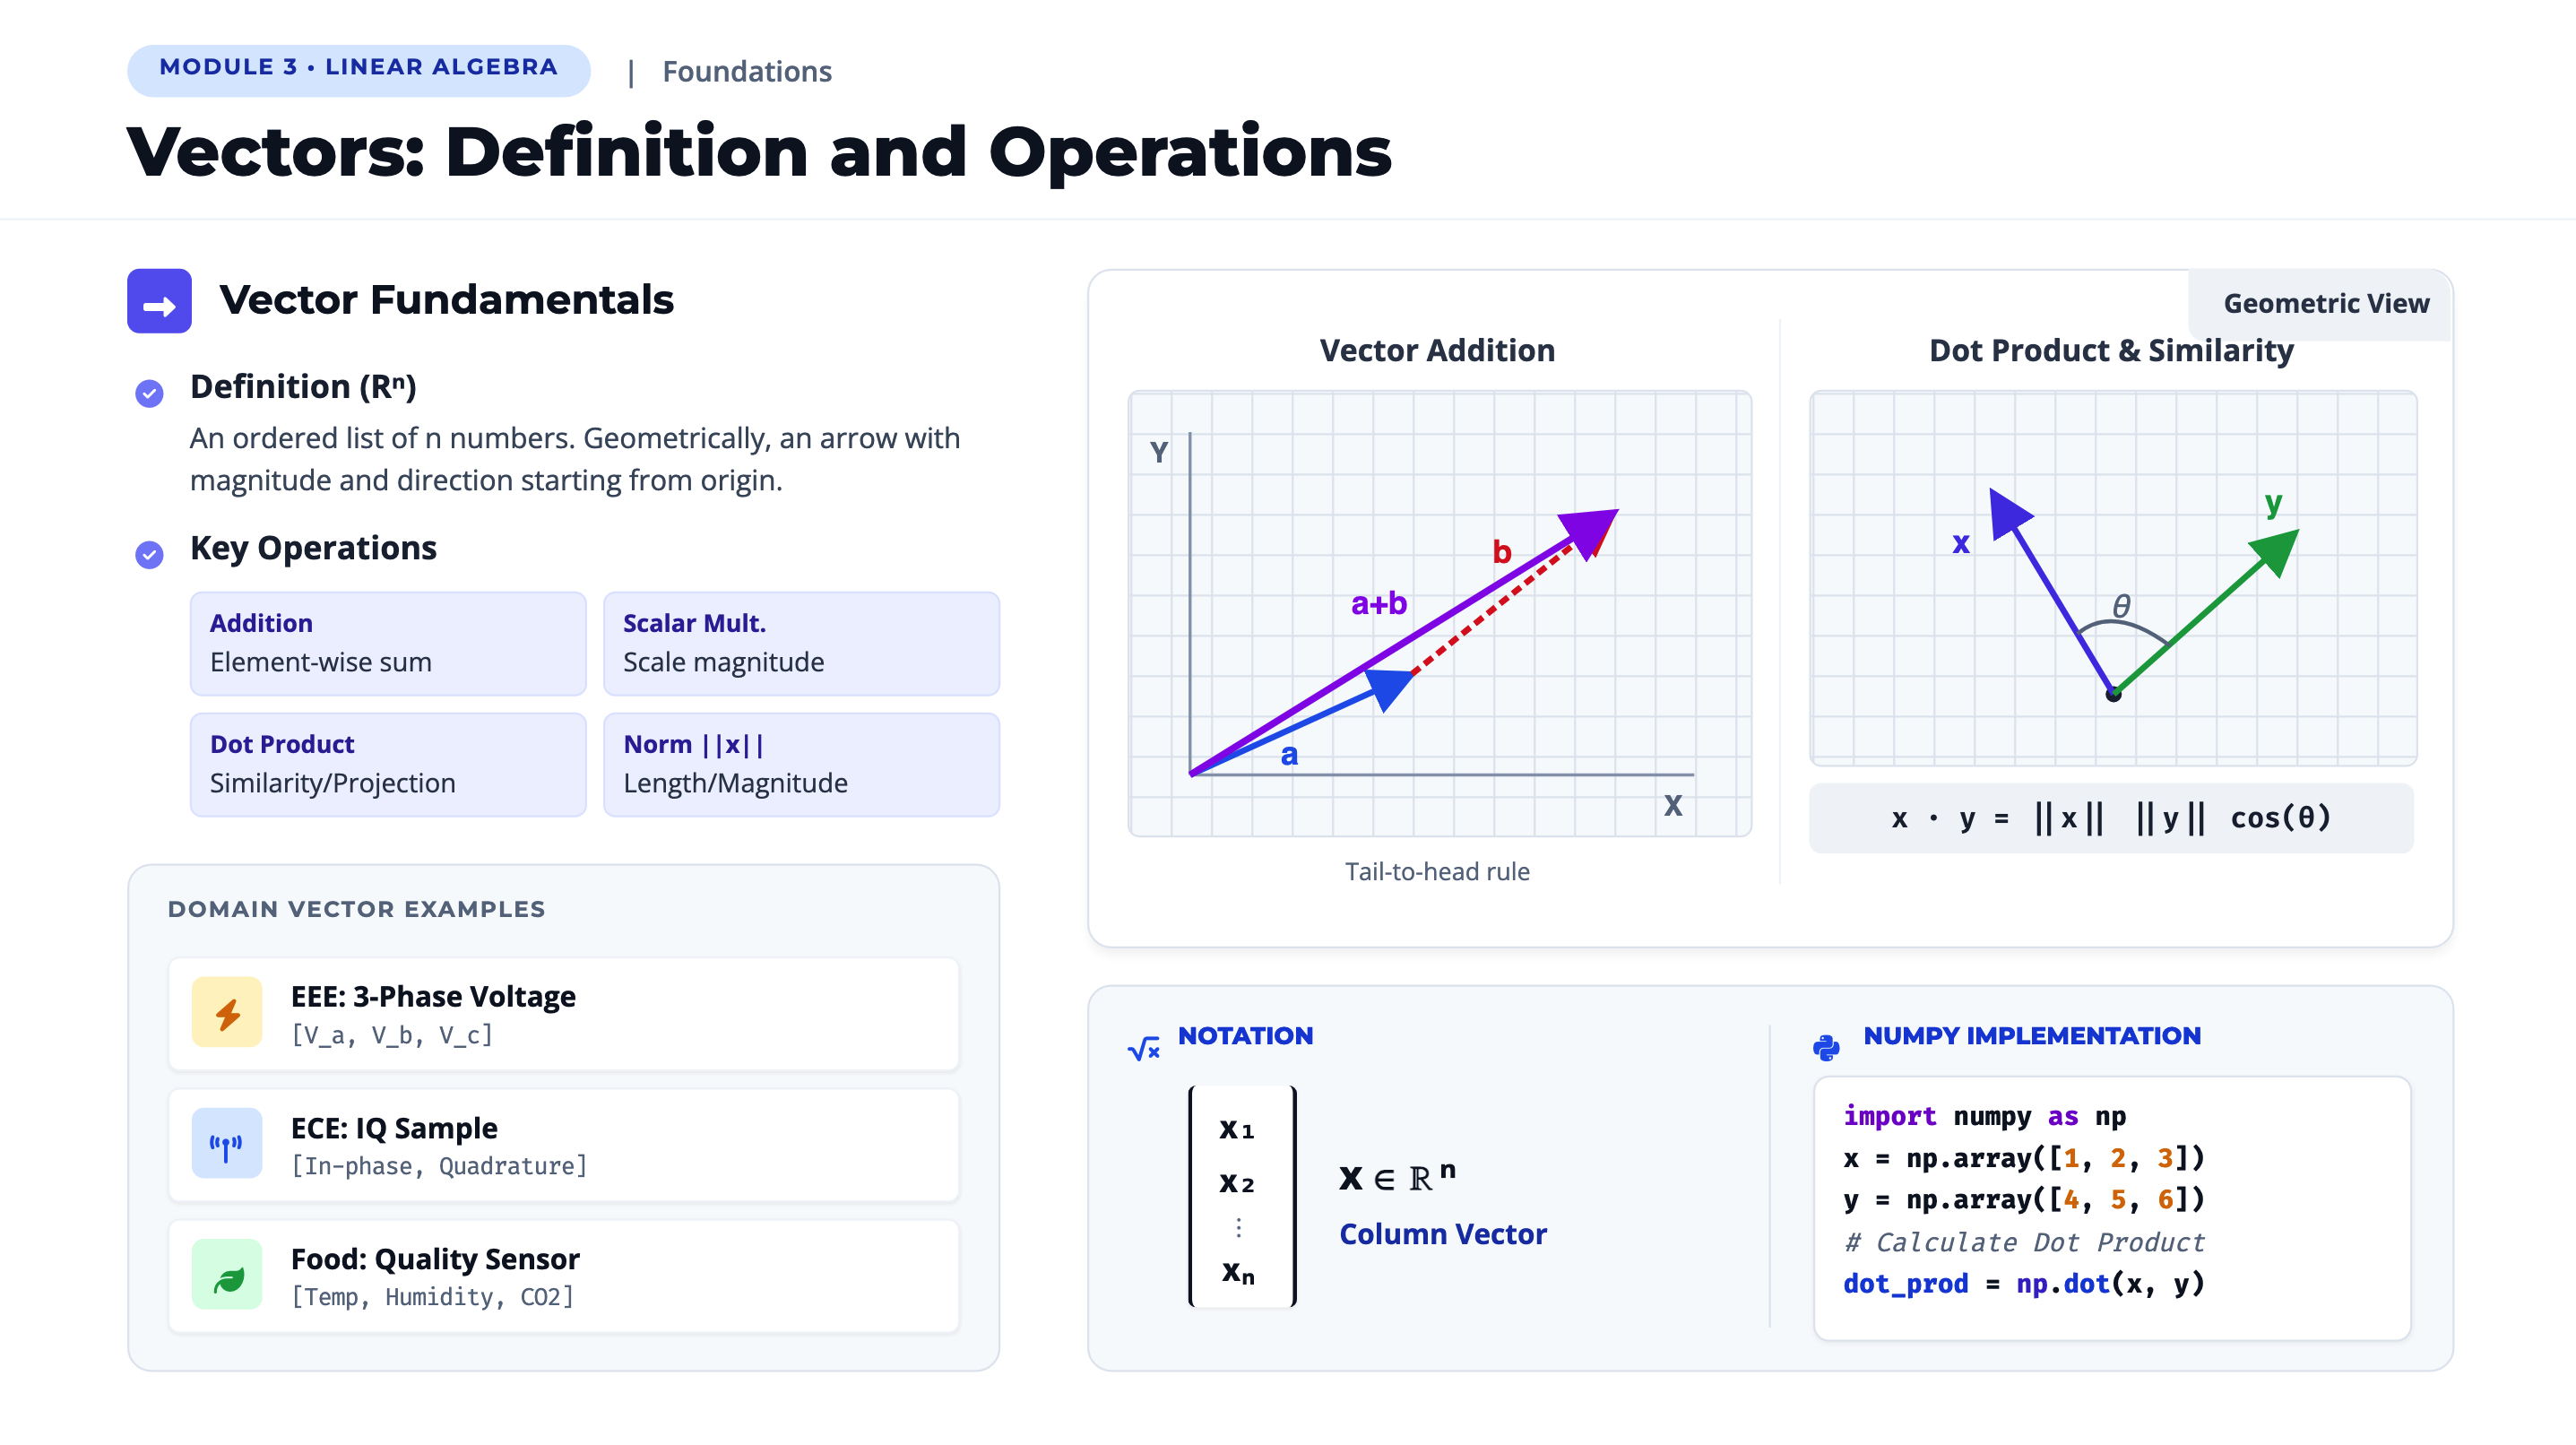 MODULE 3 • LINEAR ALGEBRA | Foundations
Vectors: Definition and Operations
Vector Fundamentals
Definition (Rⁿ)
An ordered list of n numbers. Geometrically, an arrow with
magnitude and direction starting from origin.
Key Operations
Addition
Element-wise sum
Scalar Mult.
Scale magnitude
Dot Product
Similarity/Projection
Norm ||x||
Length/Magnitude
DOMAIN VECTOR EXAMPLES
EEE: 3-Phase Voltage
[V_a, V_b, V_c]
ECE: IQ Sample
[In-phase, Quadrature]
Food: Quality Sensor
[Temp, Humidity, CO2]
Geometric View
Vector Addition
Y
b
a+b
a
X
Tail-to-head rule
Dot Product & Similarity
y
x
θ
x · y = ||x|| ||y|| cos(θ)
√x NOTATION
x₁
x₂
⋮
xₙ
x ∈ ℝⁿ
Column Vector
NUMPY IMPLEMENTATION
import numpy as np
x = np.array([1, 2, 3])
y = np.array([4, 5, 6])
# Calculate Dot Product
dot_prod = np.dot(x, y)